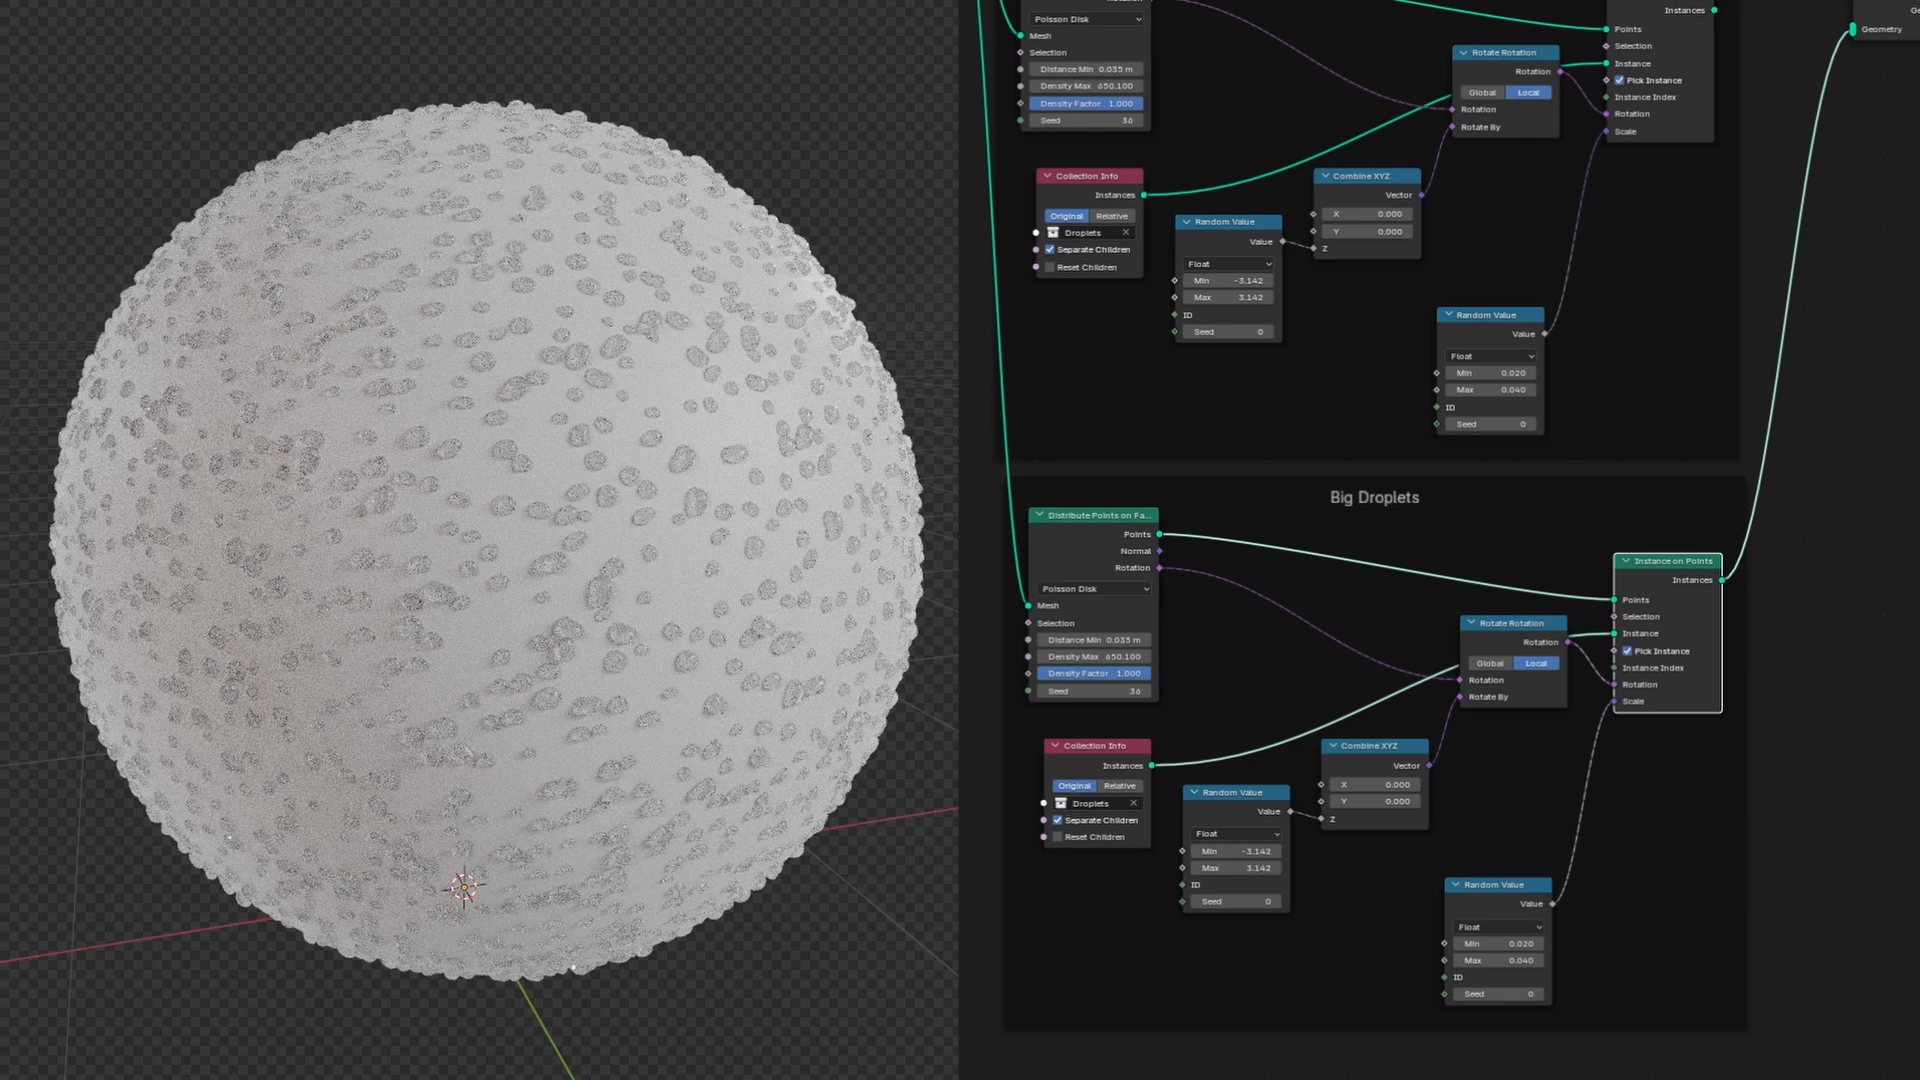 Poisson Disk
Mesh
Selection
Distance Min 0.035 m
Density Max 650.100
Density Factor 1.000
Seed 36
Instances
Points
Selection
Instance
Pick Instance
Instance Index
Rotation
Scale
Geometry
Rotate Rotation
Rotation
Global Local
Rotation
Rotate By
Collection Info
Instances
Original Relative
Droplets
Separate Children
Reset Children
Random Value
Value
Float
Min -3.142
Max 3.142
ID
Seed 0
Combine XYZ
Vector
X 0.000
Y 0.000
Z
Random Value
Value
Float
Min 0.020
Max 0.040
ID
Seed 0
Big Droplets
Distribute Points on Fa...
Points
Normal
Rotation
Poisson Disk
Mesh
Selection
Distance Min 0.035 m
Density Max 650.100
Density Factor 1.000
Seed 36
Instance on Points
Instances
Points
Selection
Instance
Pick Instance
Instance Index
Rotation
Scale
Rotate Rotation
Rotation
Global Local
Rotation
Rotate By
Collection Info
Instances
Original Relative
Droplets
Separate Children
Reset Children
Random Value
Value
Float
Min -3.142
Max 3.142
ID
Seed 0
Combine XYZ
Vector
X 0.000
Y 0.000
Z
Random Value
Value
Float
Min 0.020
Max 0.040
ID
Seed 0